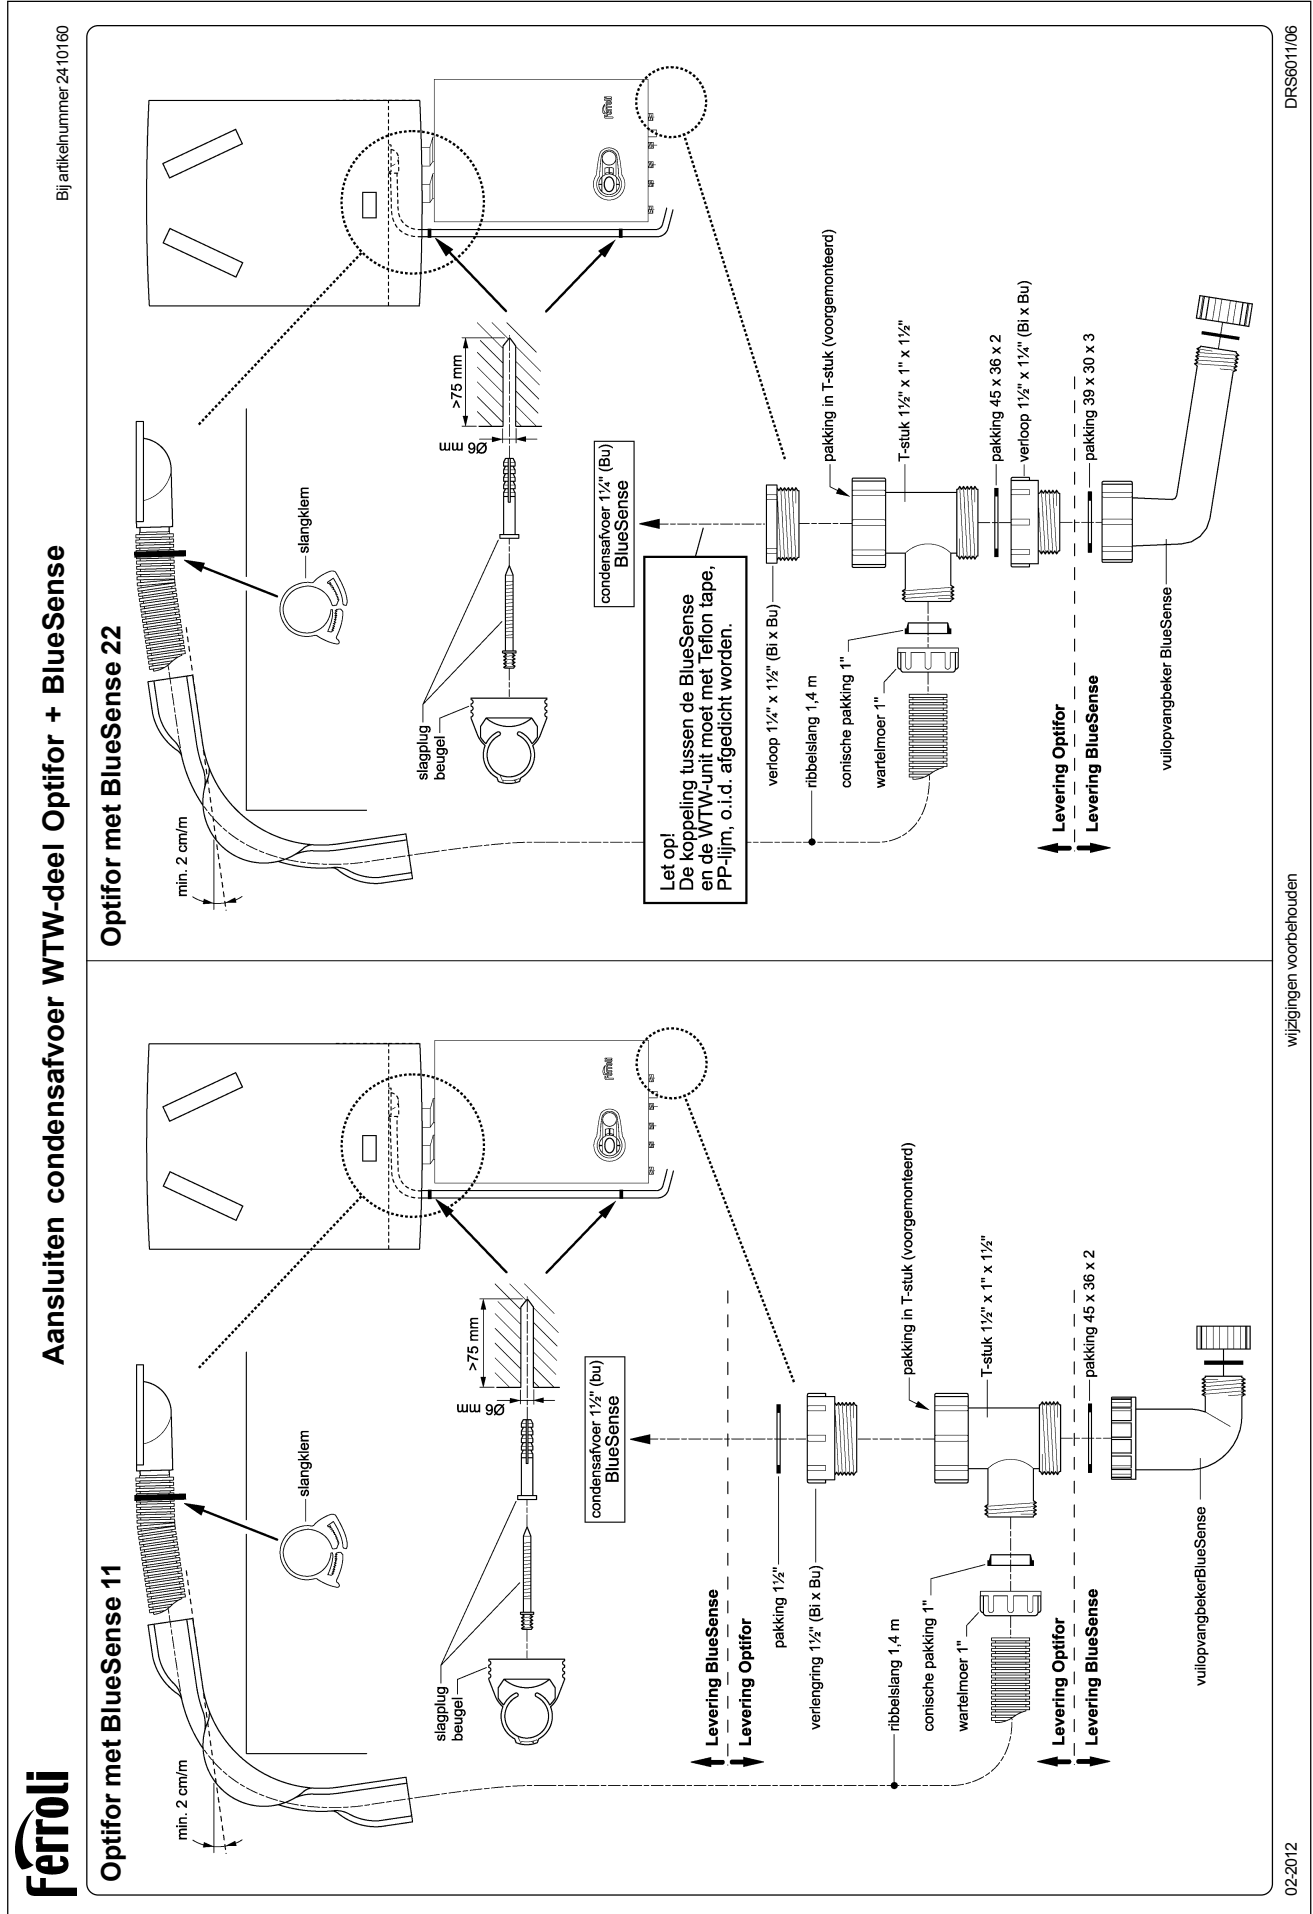 ferroli
Aansluiten condensafvoer WTW-deel Optifor + BlueSense
Bij artikelnummer 2410160
Optifor met BlueSense 11
min. 2 cm/m
slangklem
slagplug
beugel
Ø6 mm
>75 mm
ferroli
condensafvoer 1½" (bu)
BlueSense
Levering BlueSense
Levering Optifor
pakking 1½"
verlengring 1½" (Bi x Bu)
ribbelslang 1,4 m
pakking in T-stuk (voorgemonteerd)
conische pakking 1"
wartelmoer 1"
T-stuk 1½" x 1" x 1½"
Levering Optifor
Levering BlueSense
pakking 45 x 36 x 2
vuilopvangbekerBlueSense
Optifor met BlueSense 22
min. 2 cm/m
slangklem
slagplug
beugel
Ø6 mm
>75 mm
ferroli
condensafvoer 1¼" (Bu)
BlueSense
Let op!
De koppeling tussen de BlueSense
en de WTW-unit moet met Teflon tape,
PP-lijm, o.i.d. afgedicht worden.
verloop 1¼" x 1½" (Bi x Bu)
ribbelslang 1,4 m
pakking in T-stuk (voorgemonteerd)
conische pakking 1"
wartelmoer 1"
T-stuk 1½" x 1" x 1½"
pakking 45 x 36 x 2
verloop 1½" x 1¼" (Bi x Bu)
Levering Optifor
Levering BlueSense
pakking 39 x 30 x 3
vuilopvangbeker BlueSense
02-2012
wijzigingen voorbehouden
DRS6011/06